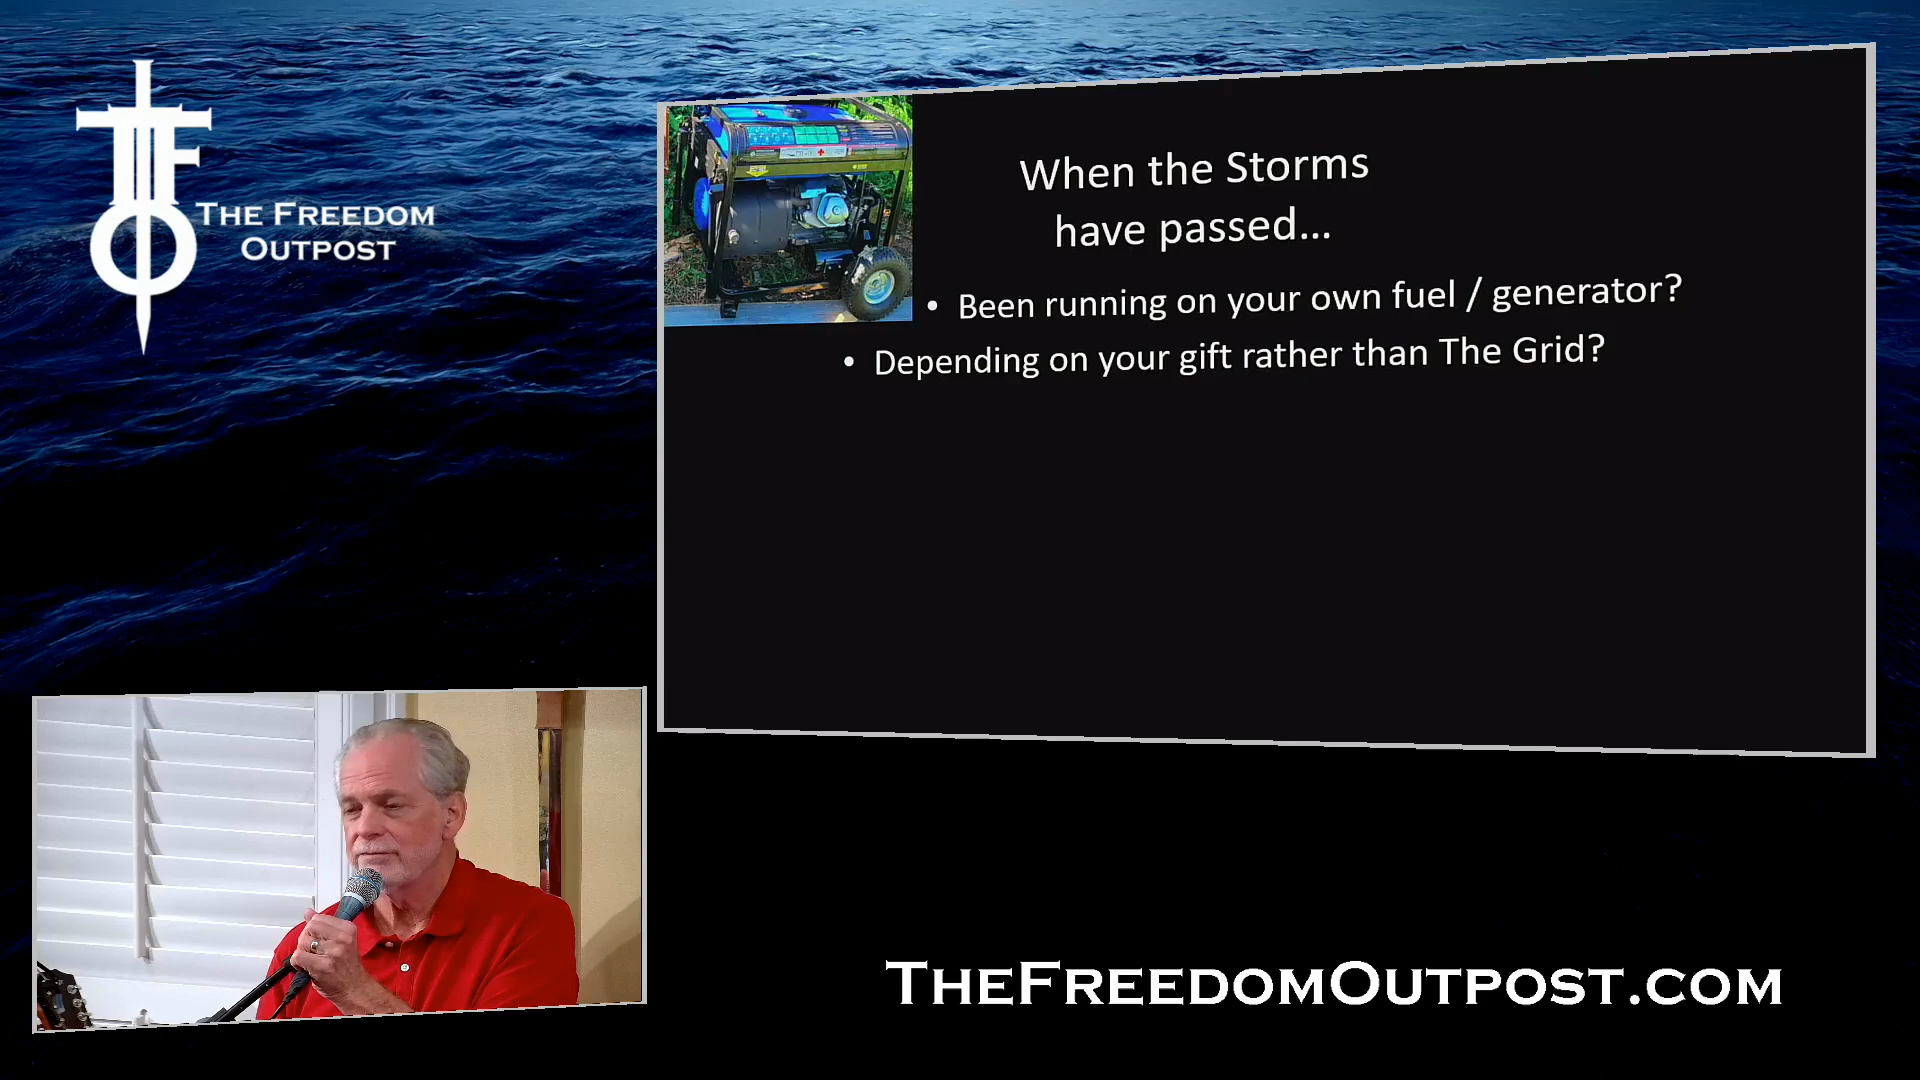 THE FREEDOM
OUTPOST
When the Storms
have passed...
• Been running on your own fuel / generator?
• Depending on your gift rather than The Grid?
THEFREEDOMOUTPOST.COM